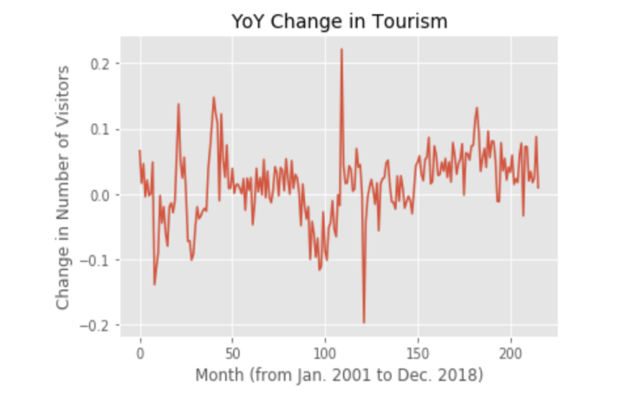 YoY Change in Tourism
Change in Number of Visitors
0.2
0.1
0.0
−0.1
−0.2
0 50 100 150 200
Month (from Jan. 2001 to Dec. 2018)